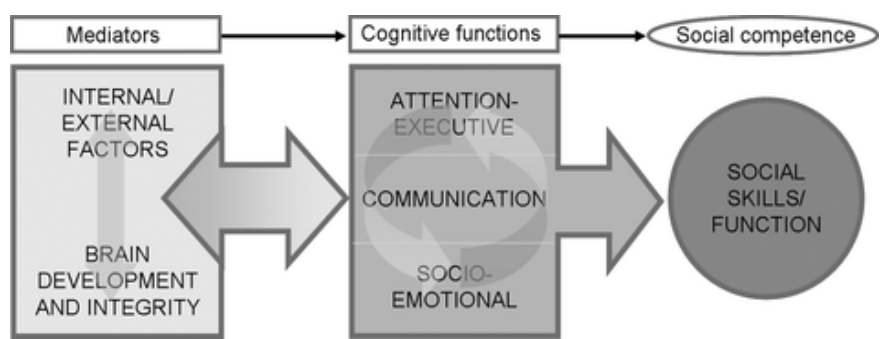 Mediators
Cognitive functions
Social competence
INTERNAL/
EXTERNAL
FACTORS
BRAIN
DEVELOPMENT
AND INTEGRITY
ATTENTION-
EXECUTIVE
COMMUNICATION
SOCIO-
EMOTIONAL
SOCIAL
SKILLS/
FUNCTION